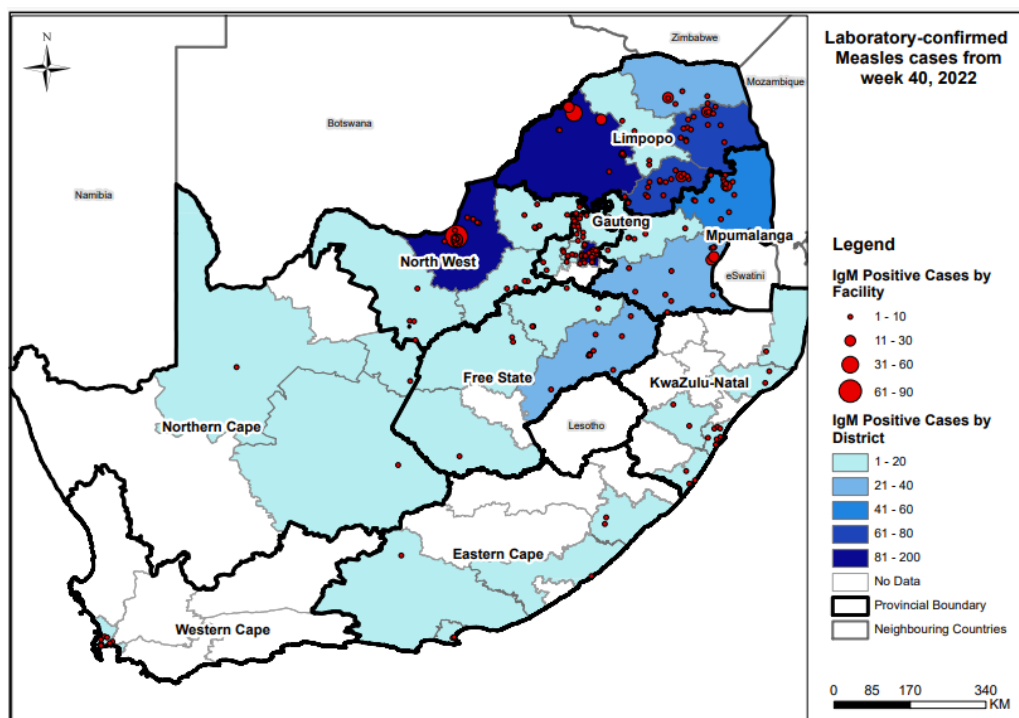 Laboratory-confirmed
Measles cases from
week 40, 2022
N
Zimbabwe
Mozambique
Botswana
Namibia
Limpopo
Gauteng
Mpumalanga
North West
eSwatini
Free State
KwaZulu-Natal
Lesotho
Northern Cape
Eastern Cape
Western Cape
Legend
IgM Positive Cases by
Facility
1 - 10
11 - 30
31 - 60
61 - 90
IgM Positive Cases by
District
1 - 20
21 - 40
41 - 60
61 - 80
81 - 200
No Data
Provincial Boundary
Neighbouring Countries
0 85 170 340
KM